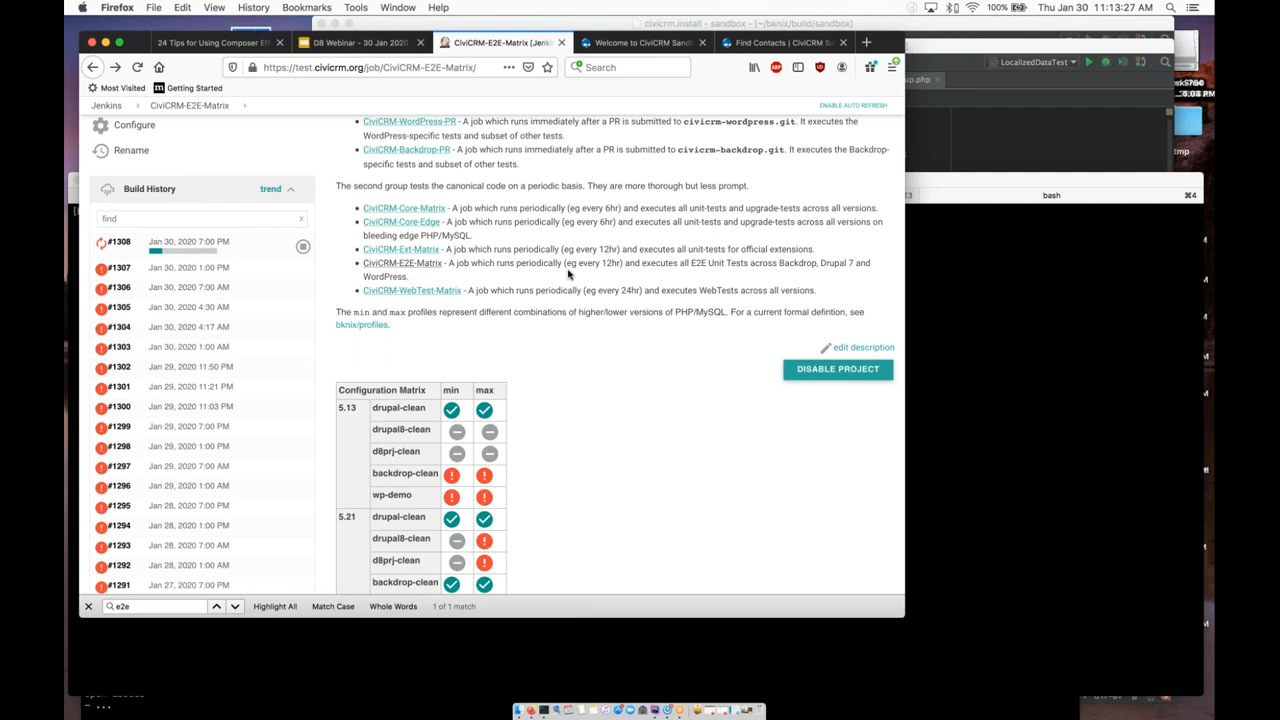 Firefox File Edit View History Bookmarks Tools Window Help 100% Thu Jan 30 11:13:27 AM
civicrm.install - sandbox - [~/bknix/build/sandbox]
24 Tips for Using Composer Ef
D8 Webinar - 30 Jan 2020
CiviCRM-E2E-Matrix [Jenk
Welcome to CiviCRM Sand
Find Contacts | CiviCRM Sa
https://test.civicrm.org/job/CiviCRM-E2E-Matrix/
Search
LocalizedDataTest
up.php
Most Visited Getting Started
Jenkins CiviCRM-E2E-Matrix ENABLE AUTO REFRESH
Configure
Rename
Build History trend
find x
#1308 Jan 30, 2020 7:00 PM
#1307 Jan 30, 2020 1:00 PM
#1306 Jan 30, 2020 7:00 AM
#1305 Jan 30, 2020 4:30 AM
#1304 Jan 30, 2020 4:17 AM
#1303 Jan 30, 2020 1:00 AM
#1302 Jan 29, 2020 11:50 PM
#1301 Jan 29, 2020 11:21 PM
#1300 Jan 29, 2020 11:03 PM
#1299 Jan 29, 2020 7:00 PM
#1298 Jan 29, 2020 1:00 PM
#1297 Jan 29, 2020 7:00 AM
#1296 Jan 29, 2020 1:00 AM
#1295 Jan 28, 2020 7:00 PM
#1294 Jan 28, 2020 1:00 PM
#1293 Jan 28, 2020 7:00 AM
#1292 Jan 28, 2020 1:00 AM
#1291 Jan 27, 2020 7:00 PM
CiviCRM-WordPress-PR - A job which runs immediately after a PR is submitted to civicrm-wordpress.git. It executes the
WordPress-specific tests and subset of other tests.
CiviCRM-Backdrop-PR - A job which runs immediately after a PR is submitted to civicrm-backdrop.git. It executes the Backdrop-
specific tests and subset of other tests.
The second group tests the canonical code on a periodic basis. They are more thorough but less prompt.
CiviCRM-Core-Matrix - A job which runs periodically (eg every 6hr) and executes all unit-tests and upgrade-tests across all versions.
CiviCRM-Core-Edge - A job which runs periodically (eg every 6hr) and executes all unit-tests and upgrade-tests across all versions on
bleeding edge PHP/MySQL.
CiviCRM-Ext-Matrix - A job which runs periodically (eg every 12hr) and executes all unit-tests for official extensions.
CiviCRM-E2E-Matrix - A job which runs periodically (eg every 12hr) and executes all E2E Unit Tests across Backdrop, Drupal 7 and
WordPress.
CiviCRM-WebTest-Matrix - A job which runs periodically (eg every 24hr) and executes WebTests across all versions.
The min and max profiles represent different combinations of higher/lower versions of PHP/MySQL. For a current formal defintion, see
bknix/profiles.
edit description
DISABLE PROJECT
Configuration Matrix min max
5.13 drupal-clean
drupal8-clean
d8prj-clean
backdrop-clean
wp-demo
5.21 drupal-clean
drupal8-clean
d8prj-clean
backdrop-clean
e2e Highlight All Match Case Whole Words 1 of 1 match
bash ⌘4
tmp